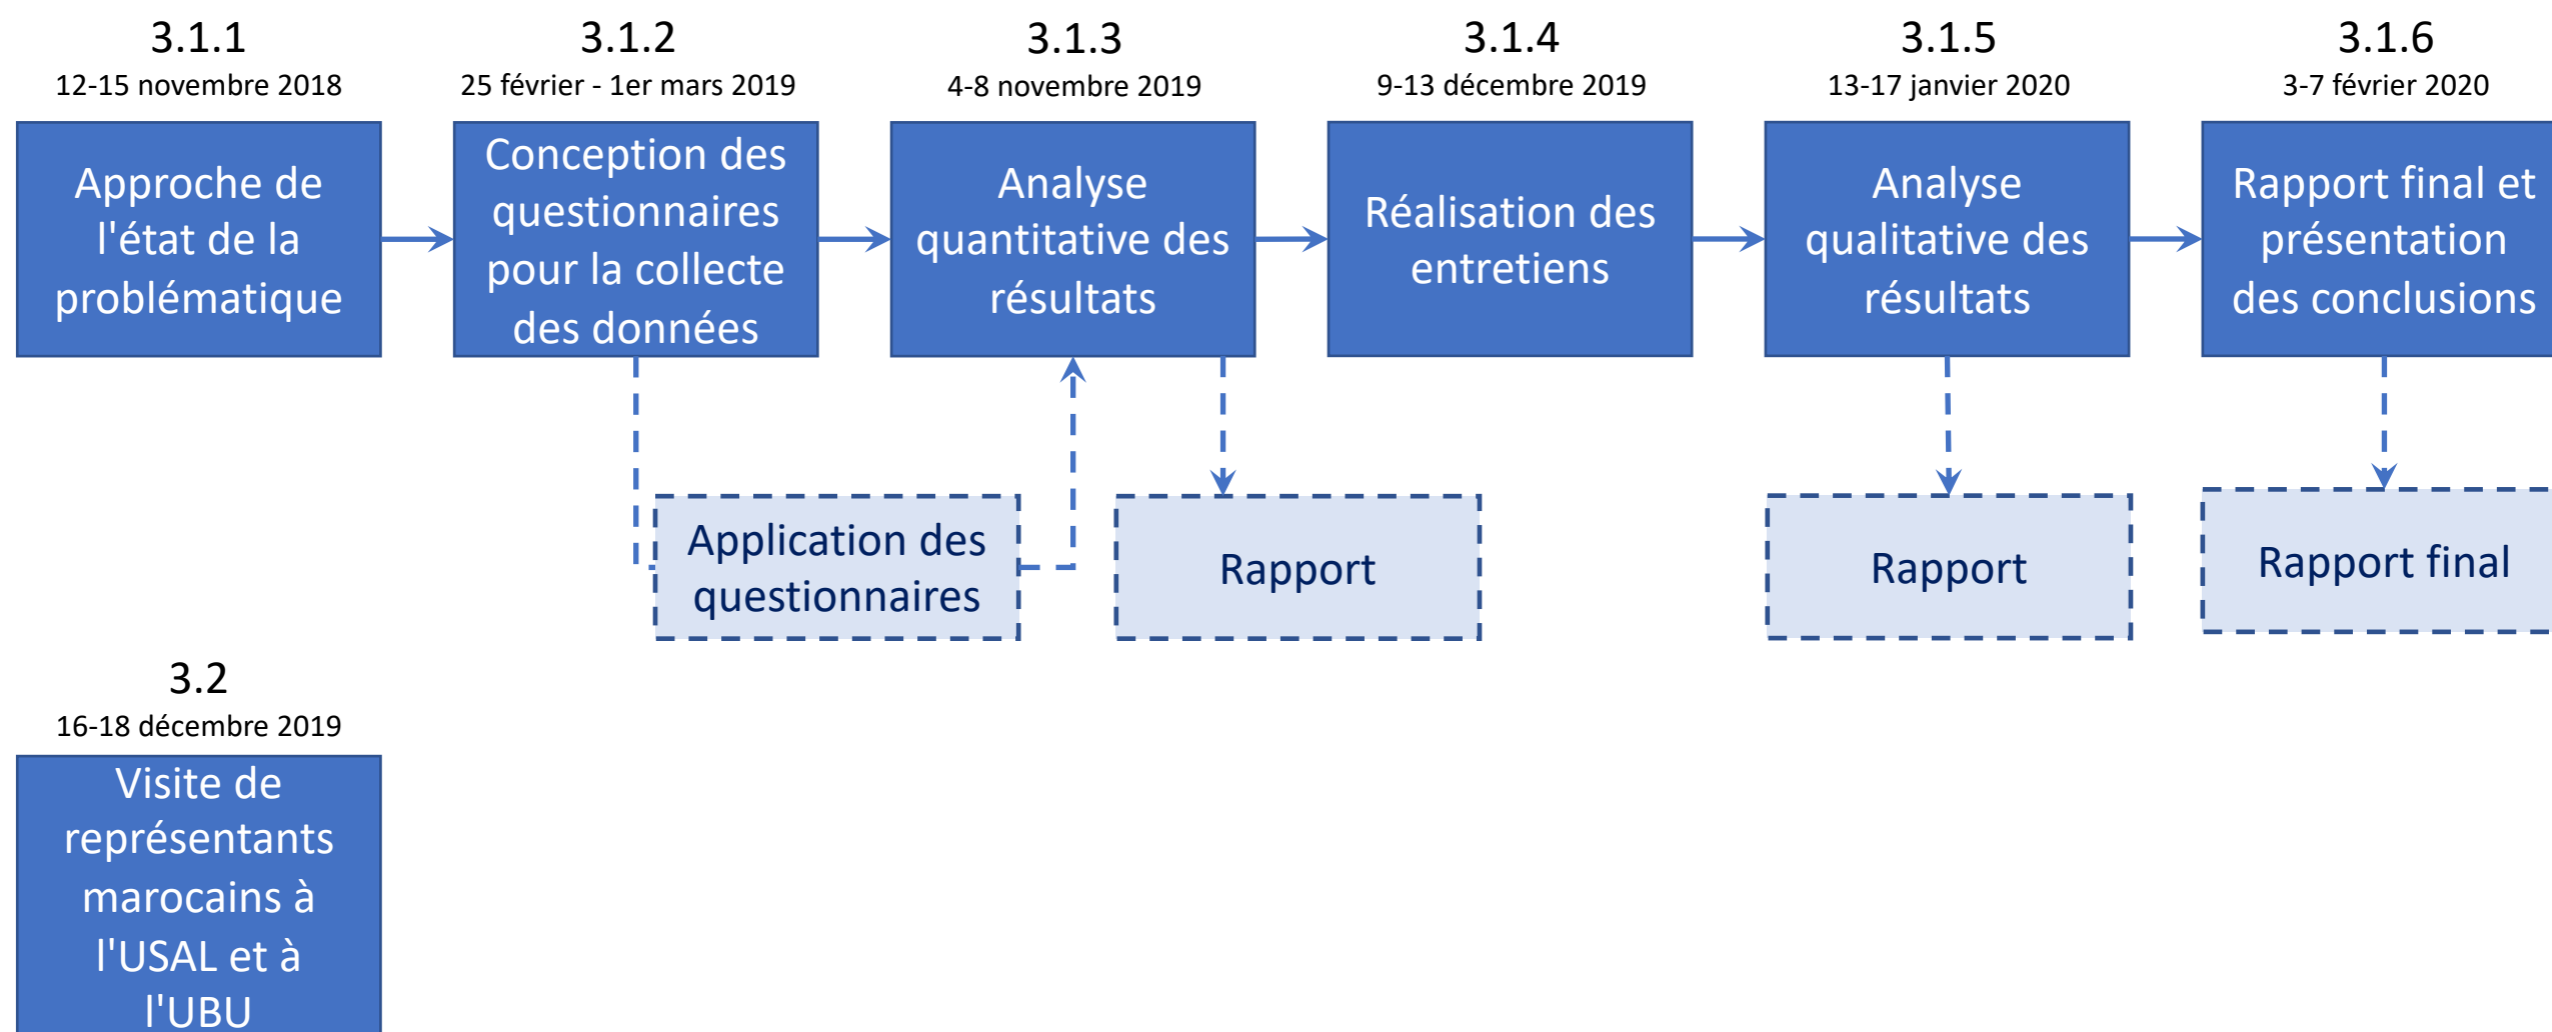 3.1.1
12-15 novembre 2018
Approche de
l'état de la
problématique
3.1.2
25 février - 1er mars 2019
Conception des
questionnaires
pour la collecte
des données
3.1.3
4-8 novembre 2019
Analyse
quantitative des
résultats
3.1.4
9-13 décembre 2019
Réalisation des
entretiens
3.1.5
13-17 janvier 2020
Analyse
qualitative des
résultats
3.1.6
3-7 février 2020
Rapport final et
présentation
des conclusions
Application des
questionnaires
Rapport
Rapport
Rapport final
3.2
16-18 décembre 2019
Visite de
représentants
marocains à
l'USAL et à
l'UBU